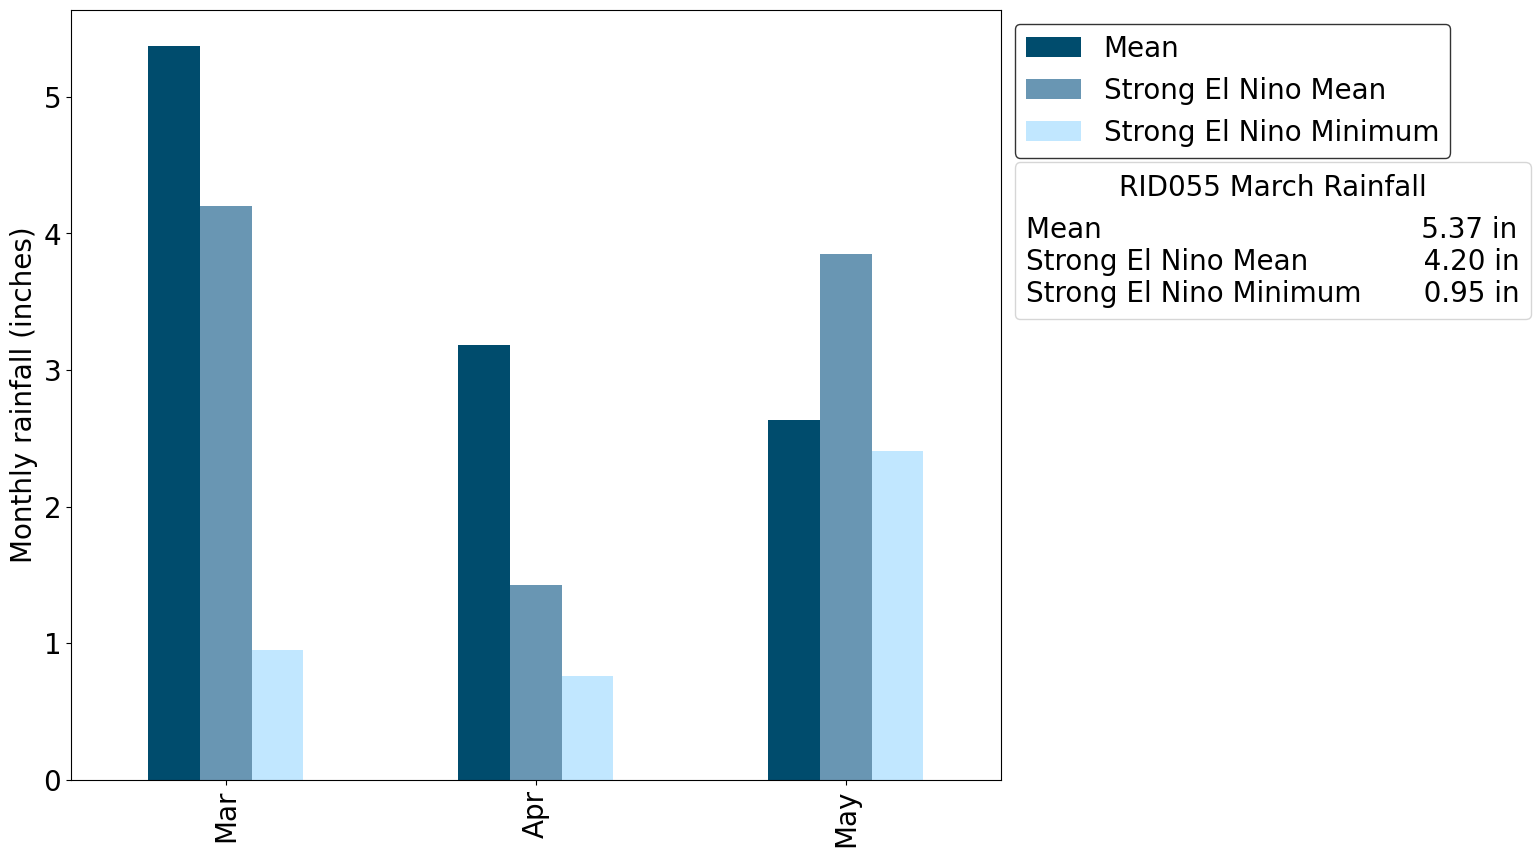 Mean
Strong El Nino Mean
Strong El Nino Minimum
RID055 March Rainfall
Mean 5.37 in
Strong El Nino Mean 4.20 in
Strong El Nino Minimum 0.95 in
Monthly rainfall (inches)
5
4
3
2
1
0
Mar
Apr
May